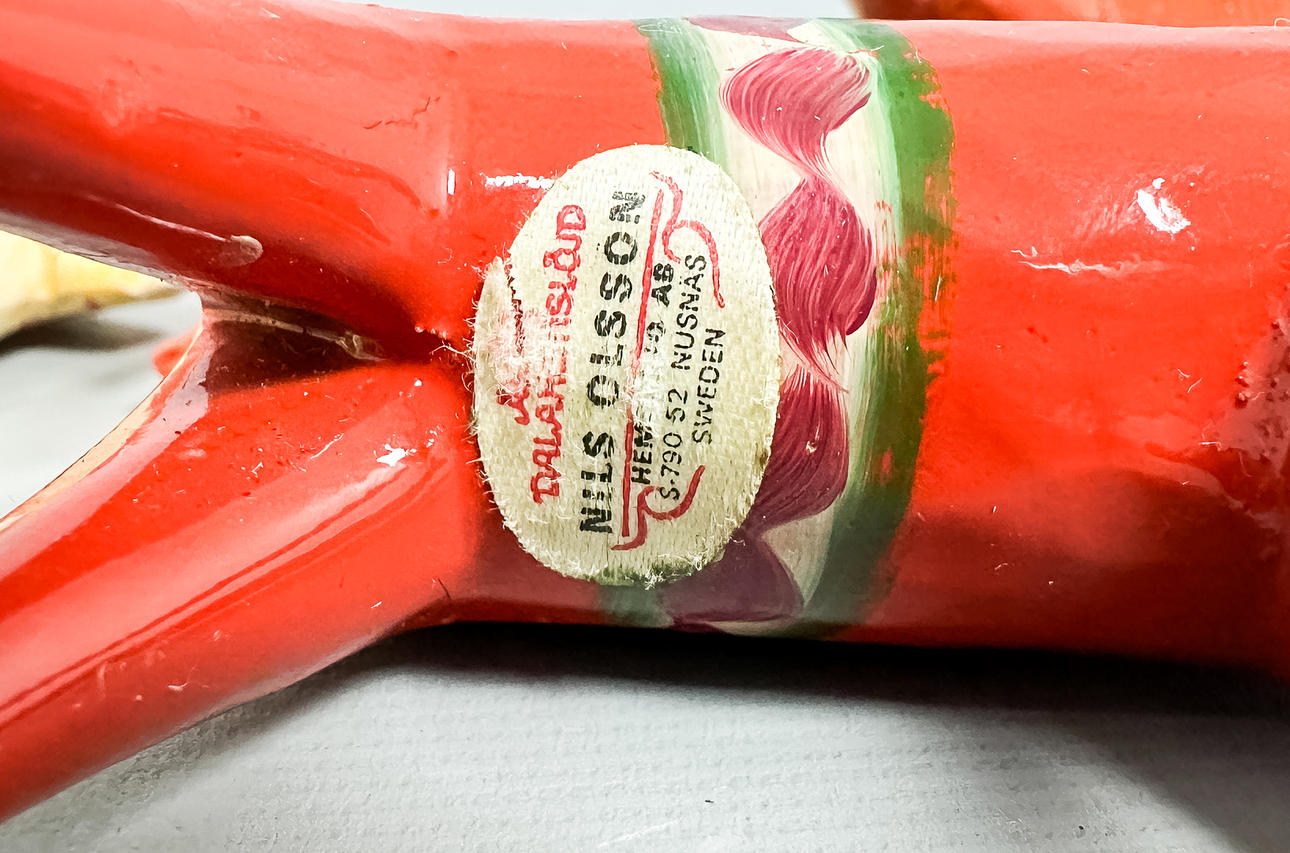 DALAHEMSLÖJD
NILS OLSSON
AB
S-790 52 NUSNÄS
SWEDEN